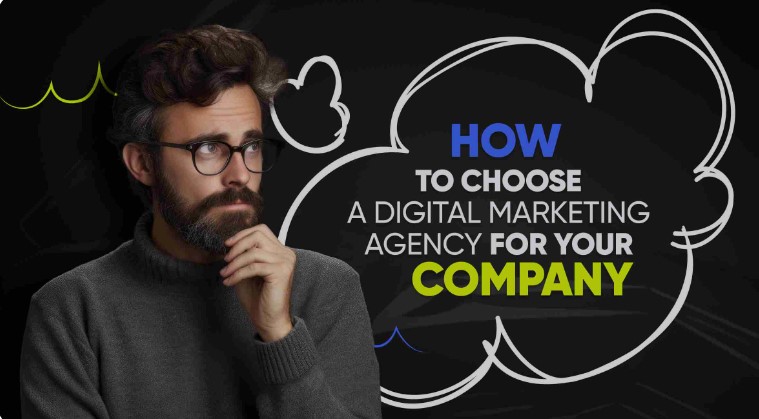 HOW
TO CHOOSE
A DIGITAL MARKETING
AGENCY FOR YOUR
COMPANY